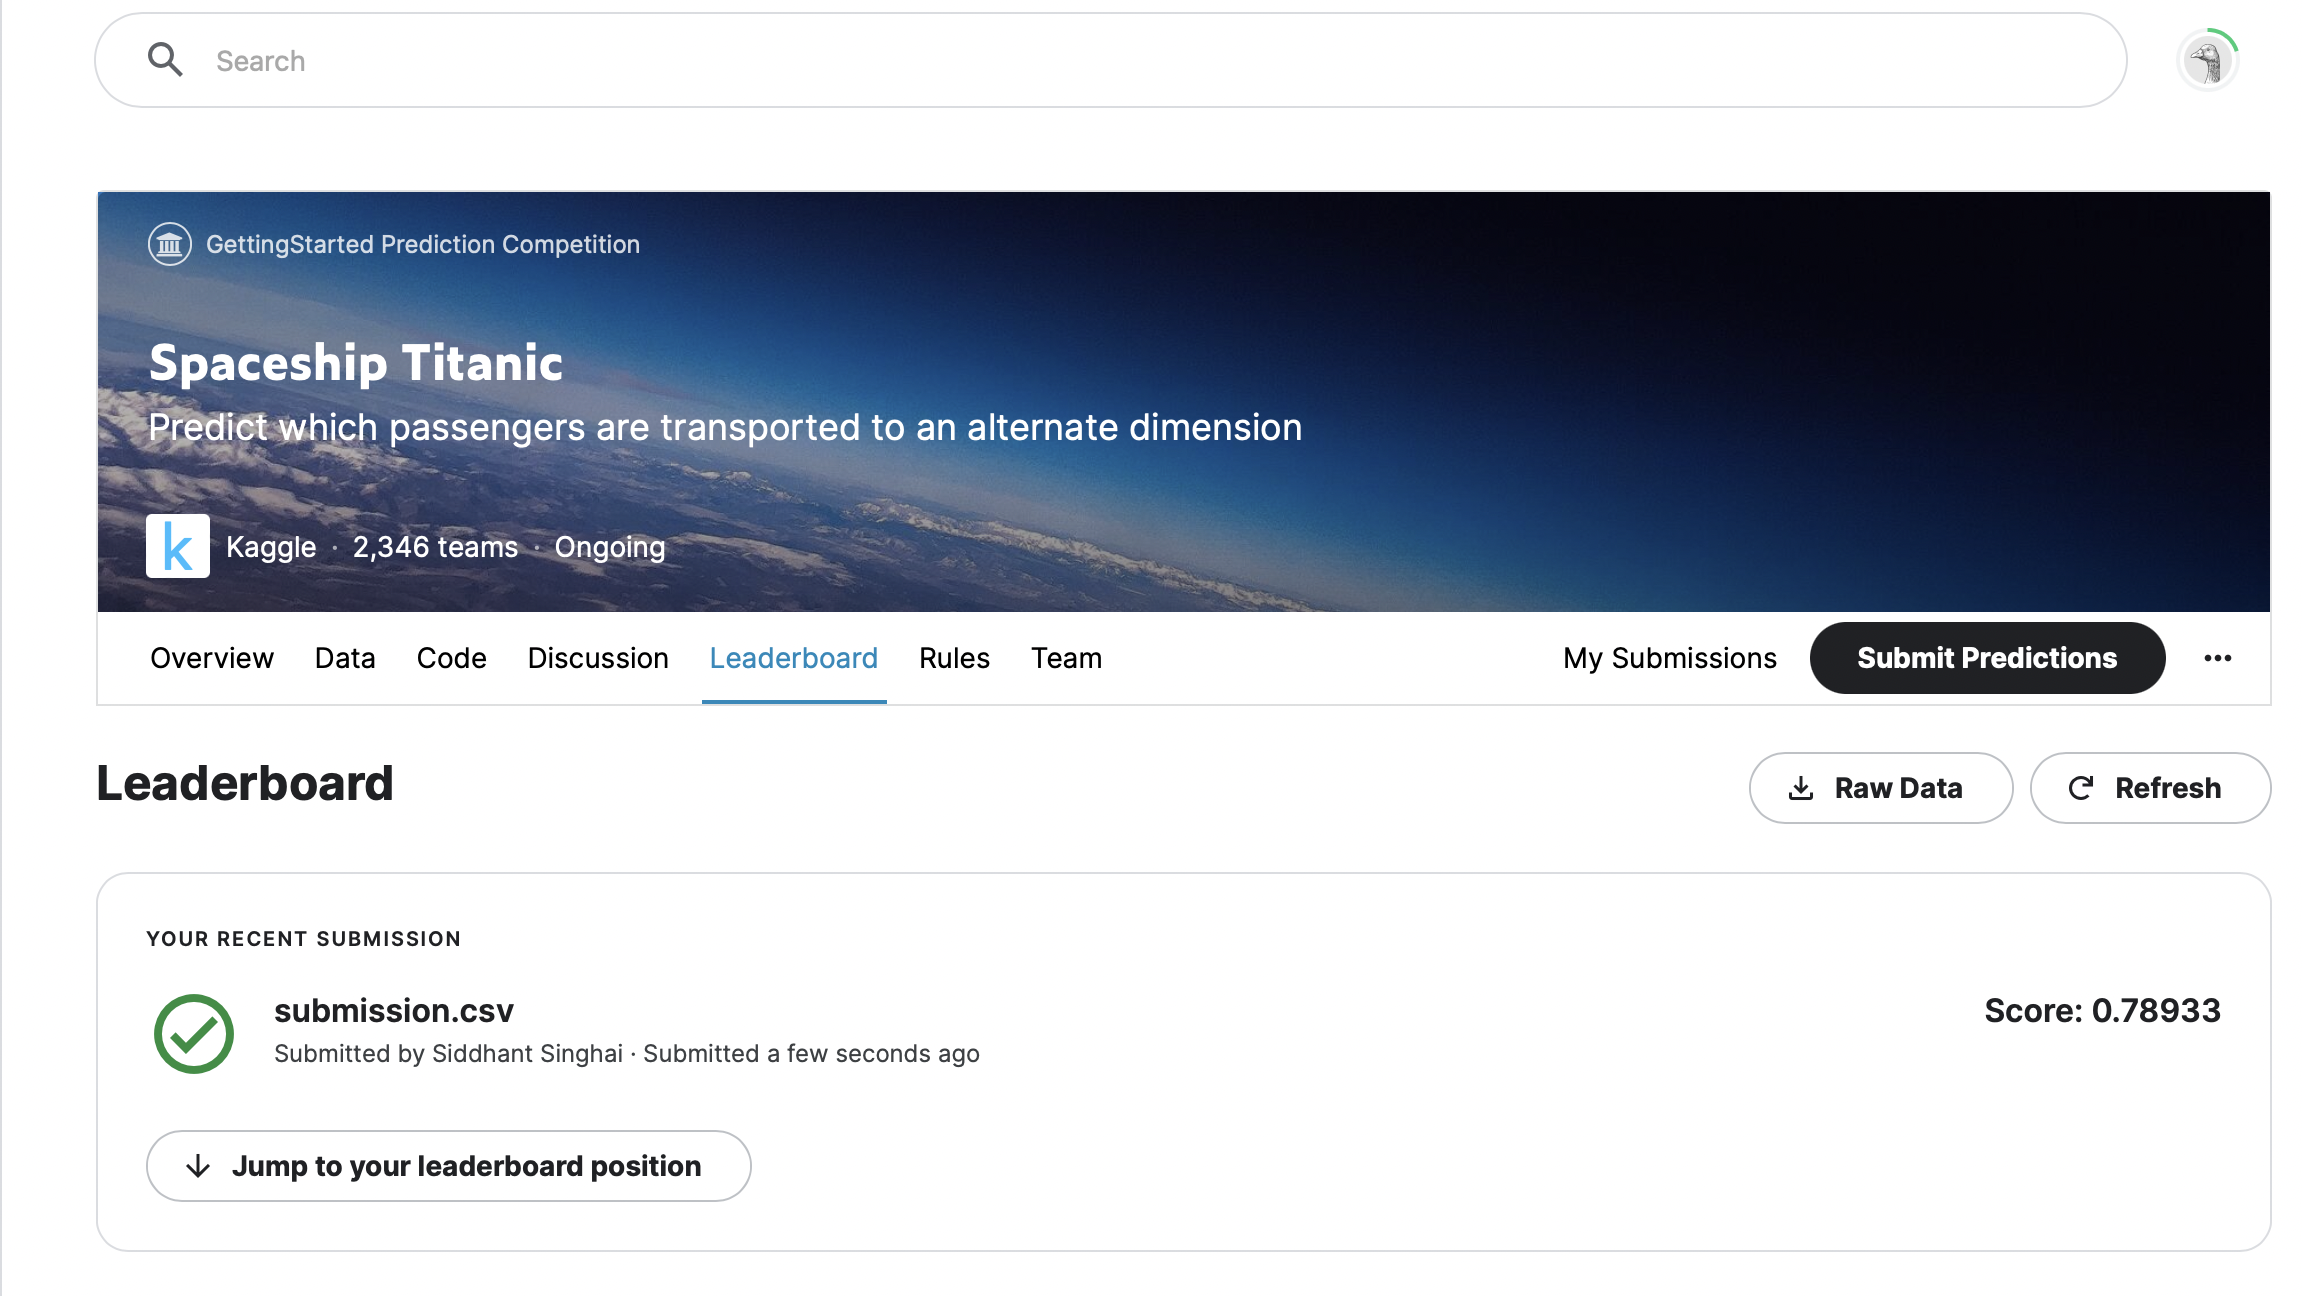 Search
GettingStarted Prediction Competition
Spaceship Titanic
Predict which passengers are transported to an alternate dimension
k Kaggle · 2,346 teams · Ongoing
Overview Data Code Discussion Leaderboard Rules Team My Submissions Submit Predictions ···
Leaderboard Raw Data Refresh
YOUR RECENT SUBMISSION
submission.csv Score: 0.78933
Submitted by Siddhant Singhai · Submitted a few seconds ago
Jump to your leaderboard position